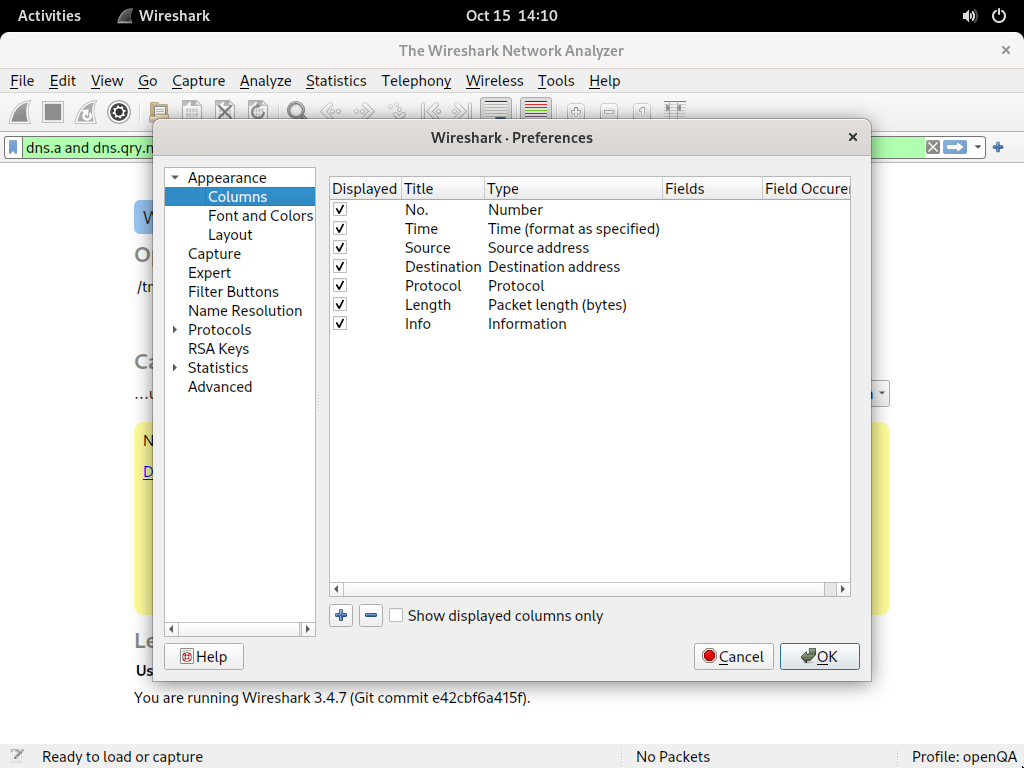 Activities Wireshark Oct 15 14:10
The Wireshark Network Analyzer
File Edit View Go Capture Analyze Statistics Telephony Wireless Tools Help
dns.a and dns.qry.n
Wireshark · Preferences
Appearance
Columns
Font and Colors
Layout
Capture
Expert
Filter Buttons
Name Resolution
Protocols
RSA Keys
Statistics
Advanced
Displayed Title Type Fields Field Occuren
No. Number
Time Time (format as specified)
Source Source address
Destination Destination address
Protocol Protocol
Length Packet length (bytes)
Info Information
Show displayed columns only
Help Cancel OK
You are running Wireshark 3.4.7 (Git commit e42cbf6a415f).
Ready to load or capture No Packets Profile: openQA